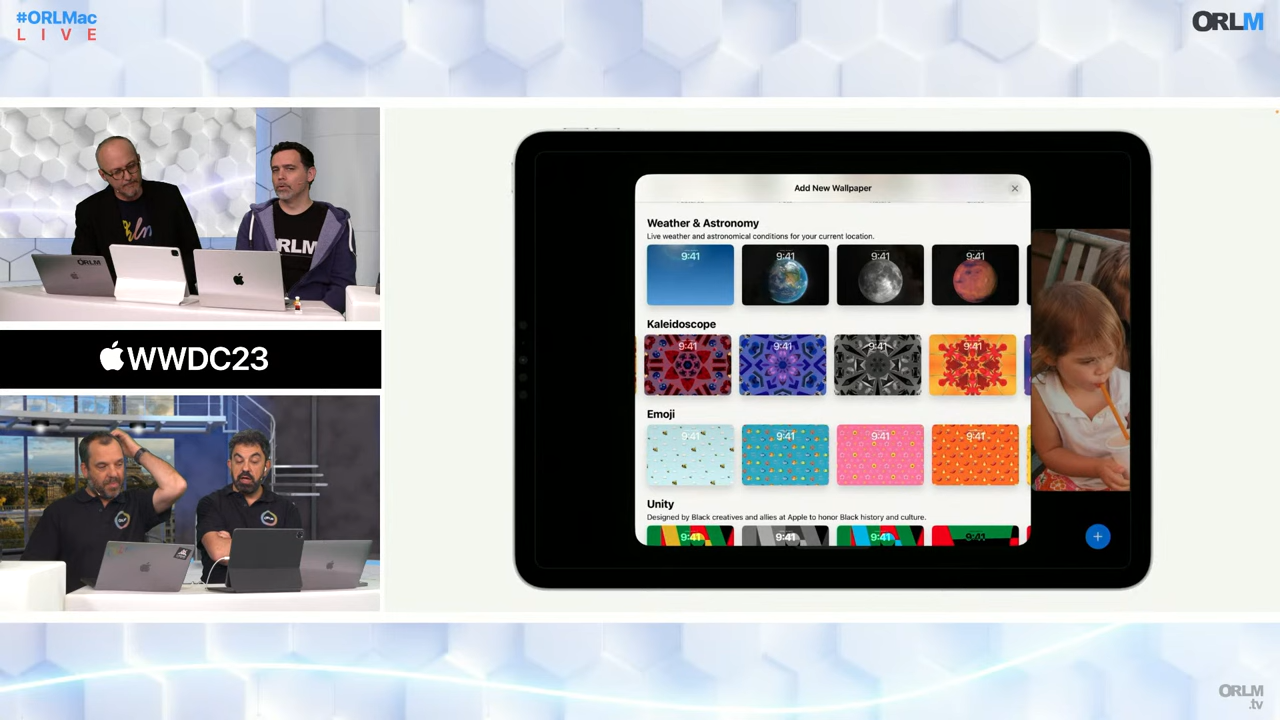 #ORLMac
LIVE
ORLM
ORLM
ORLM
WWDC23
Add New Wallpaper
Weather & Astronomy
Live weather and astronomical conditions for your current location.
9:41
9:41
9:41
9:41
Kaleidoscope
9:41
9:41
9:41
9:41
Emoji
9:41
9:41
9:41
9:41
Unity
Designed by Black creatives and allies at Apple to honor Black history and culture.
9:41
9:41
9:41
9:41
ORLM
.tv